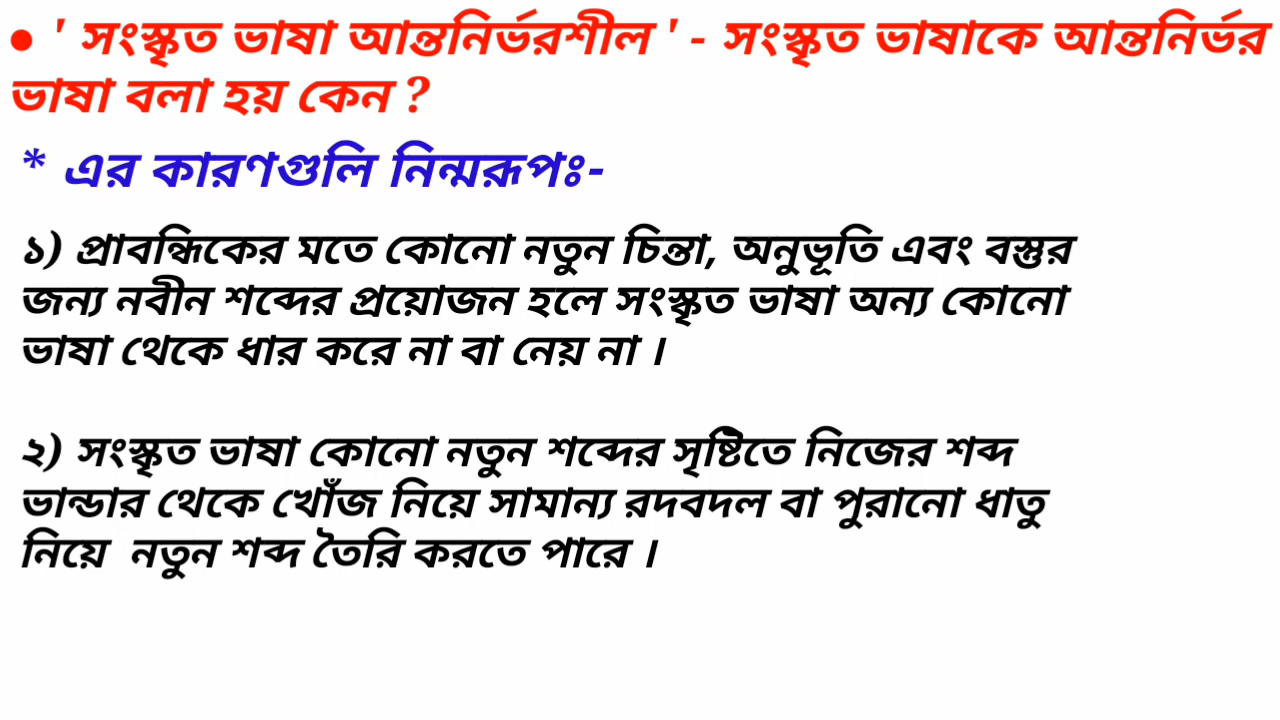 ● ' সংস্কৃত ভাষা আন্তনির্ভরশীল ' - সংস্কৃত ভাষাকে আন্তনির্ভর
ভাষা বলা হয় কেন ?
* এর কারণগুলি নিন্মরূপঃ-
১) প্রাবন্ধিকের মতে কোনো নতুন চিন্তা, অনুভূতি এবং বস্তুর
জন্য নবীন শব্দের প্রয়োজন হলে সংস্কৃত ভাষা অন্য কোনো
ভাষা থেকে ধার করে না বা নেয় না ।
২) সংস্কৃত ভাষা কোনো নতুন শব্দের সৃষ্টিতে নিজের শব্দ
ভান্ডার থেকে খোঁজ নিয়ে সামান্য রদবদল বা পুরানো ধাতু
নিয়ে নতুন শব্দ তৈরি করতে পারে ।